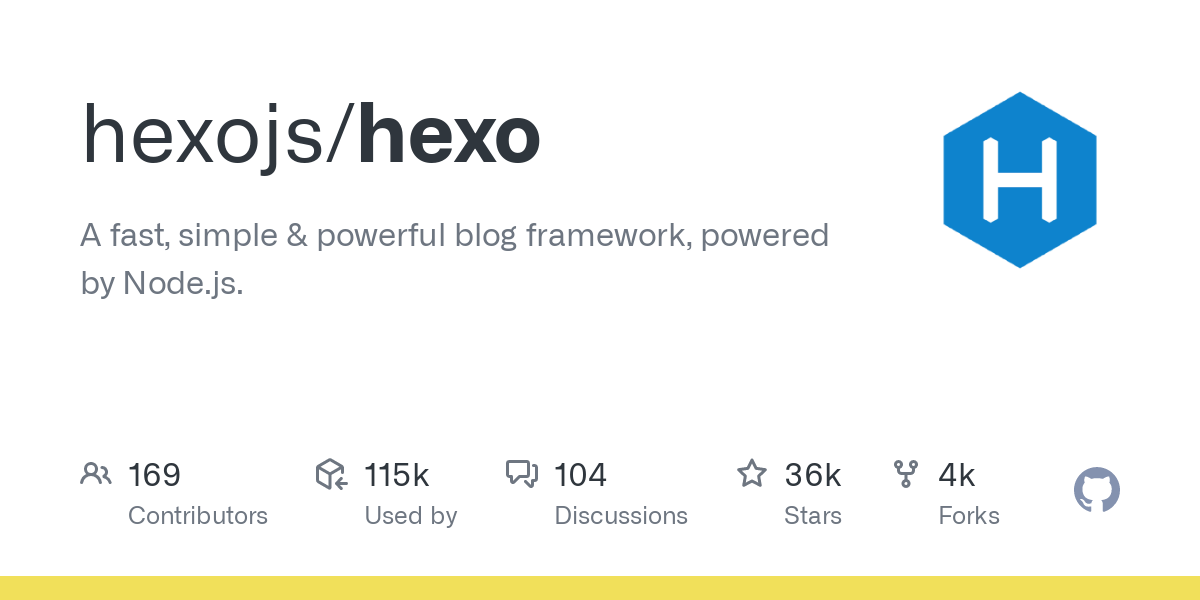 hexojs/hexo
H
A fast, simple & powerful blog framework, powered
by Node.js.
169
Contributors
115k
Used by
104
Discussions
36k
Stars
4k
Forks